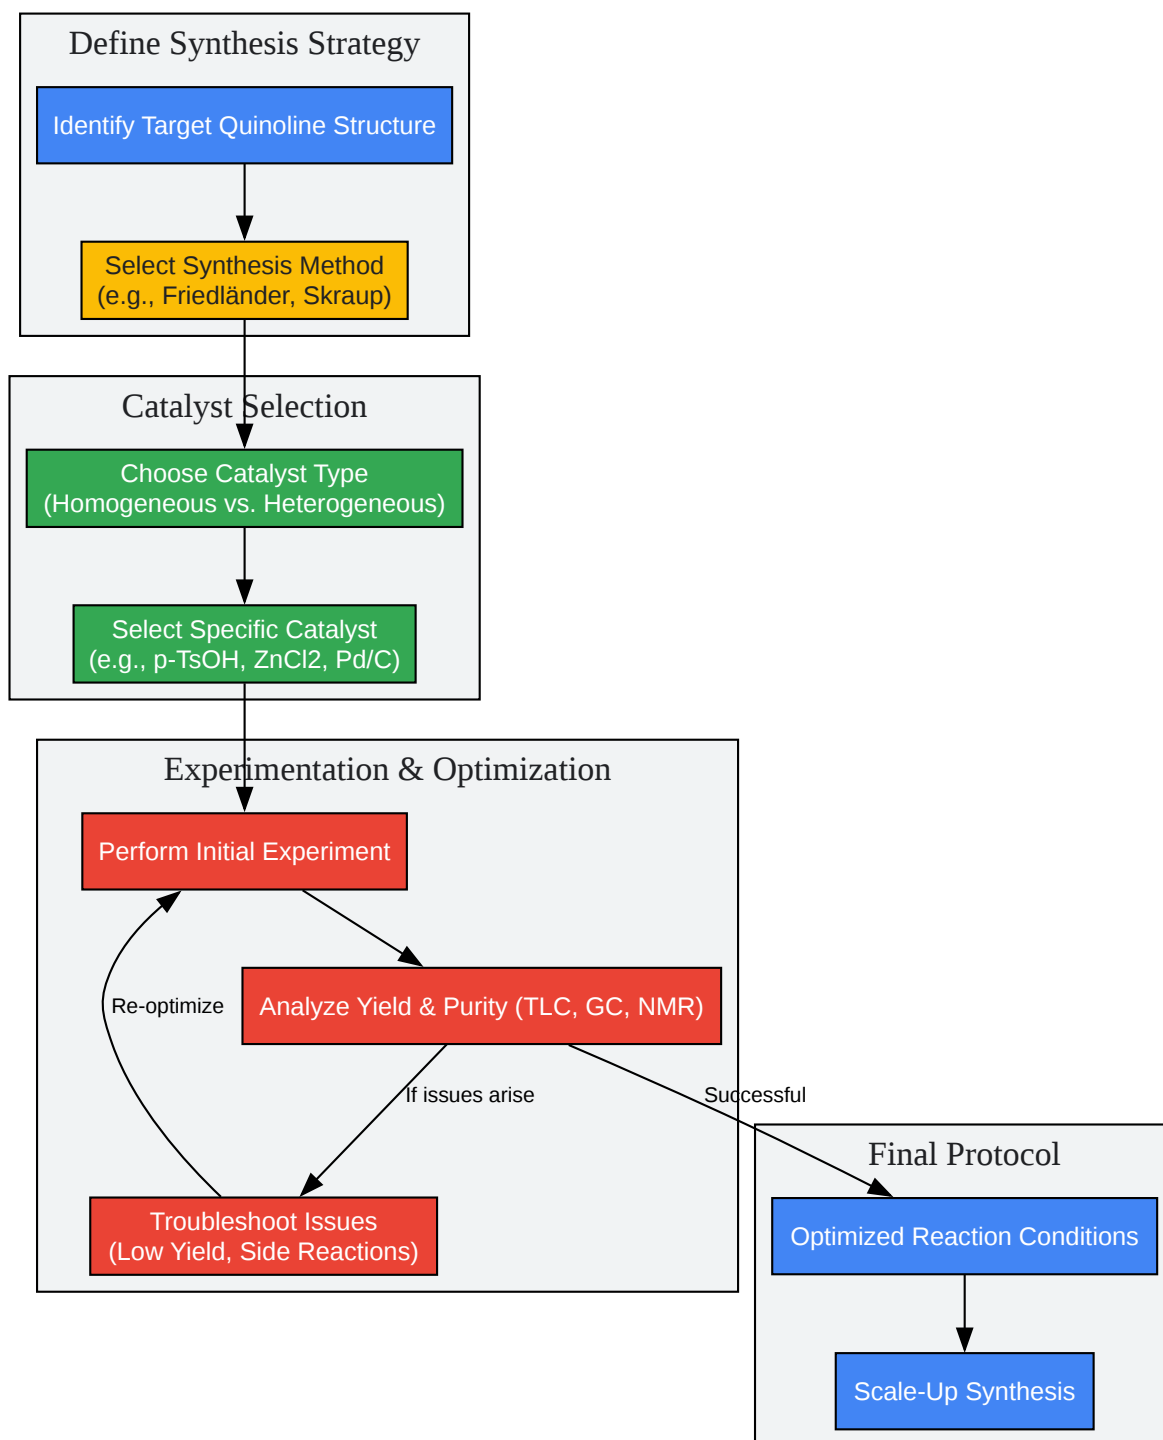 Define Synthesis Strategy
Identify Target Quinoline Structure
Select Synthesis Method
(e.g., Friedländer, Skraup)
Catalyst Selection
Choose Catalyst Type
(Homogeneous vs. Heterogeneous)
Select Specific Catalyst
(e.g., p-TsOH, ZnCl2, Pd/C)
Experimentation & Optimization
Perform Initial Experiment
Analyze Yield & Purity (TLC, GC, NMR)
Re-optimize
If issues arise
Successful
Troubleshoot Issues
(Low Yield, Side Reactions)
Final Protocol
Optimized Reaction Conditions
Scale-Up Synthesis